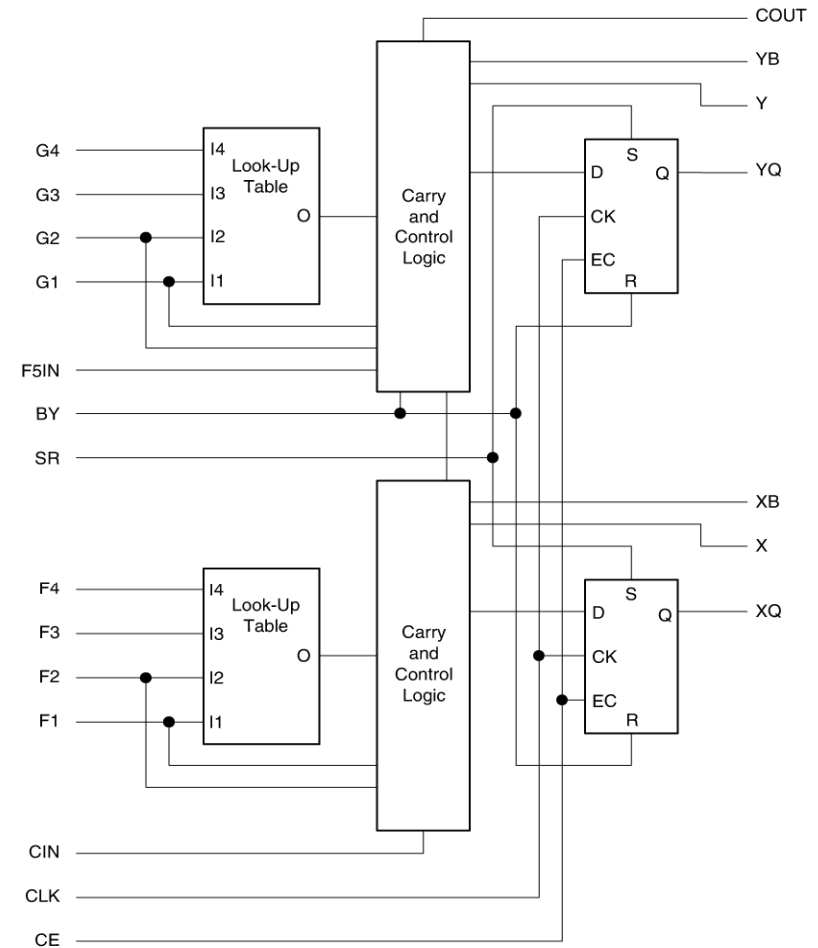 COUT
YB
Y
G4
G3
G2
G1
I4
Look-Up
Table
I3
O
I2
I1
Carry
and
Control
Logic
S
D
Q
CK
EC
R
YQ
F5IN
BY
SR
XB
X
F4
F3
F2
F1
I4
Look-Up
Table
I3
O
I2
I1
Carry
and
Control
Logic
S
D
Q
CK
EC
R
XQ
CIN
CLK
CE